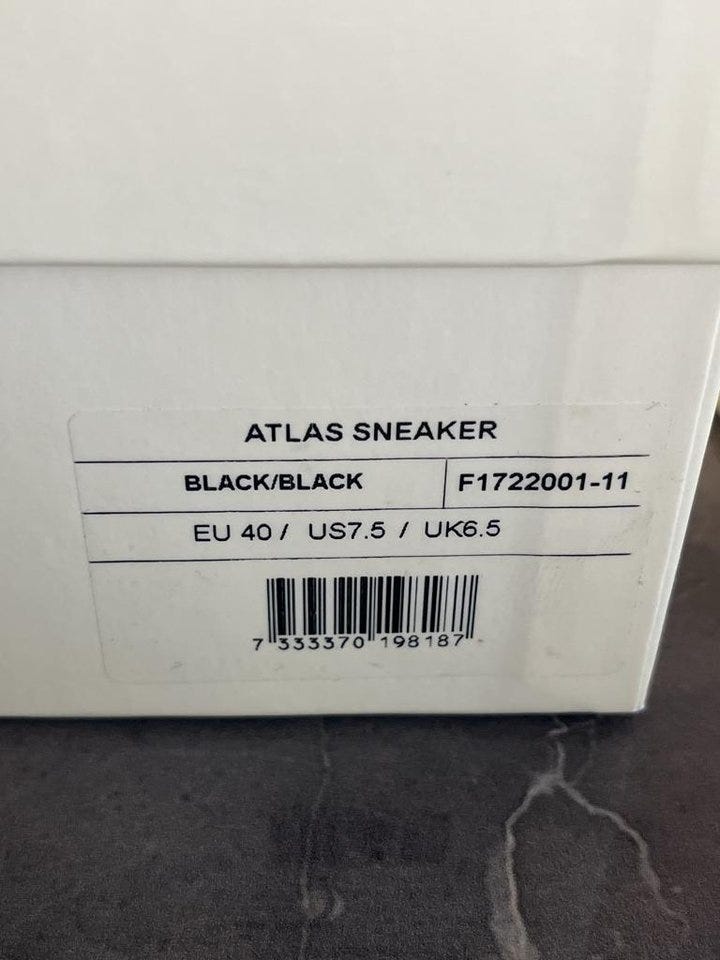 ATLAS SNEAKER
BLACK/BLACK F1722001-11
EU 40 / US7.5 / UK6.5
7 333370 198187